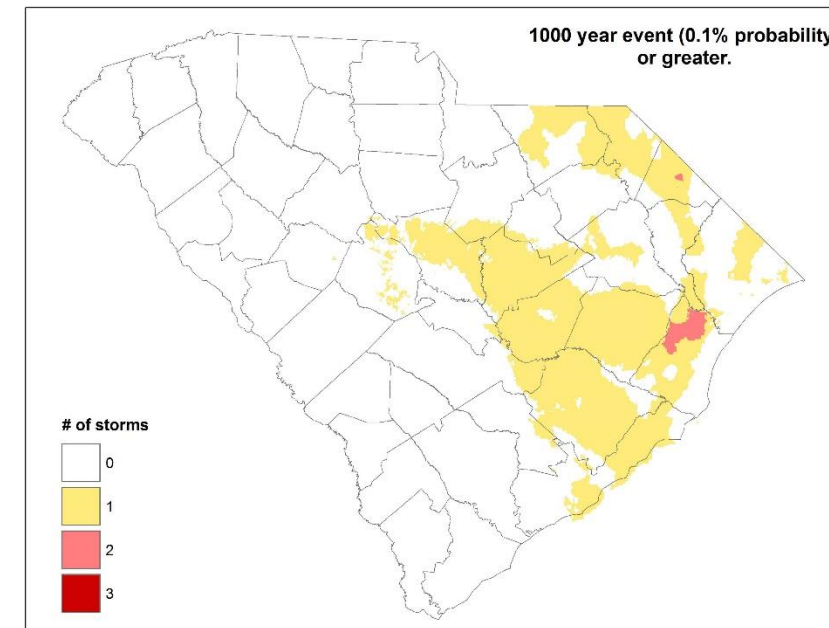 1000 year event (0.1% probability
or greater.
# of storms
0
1
2
3